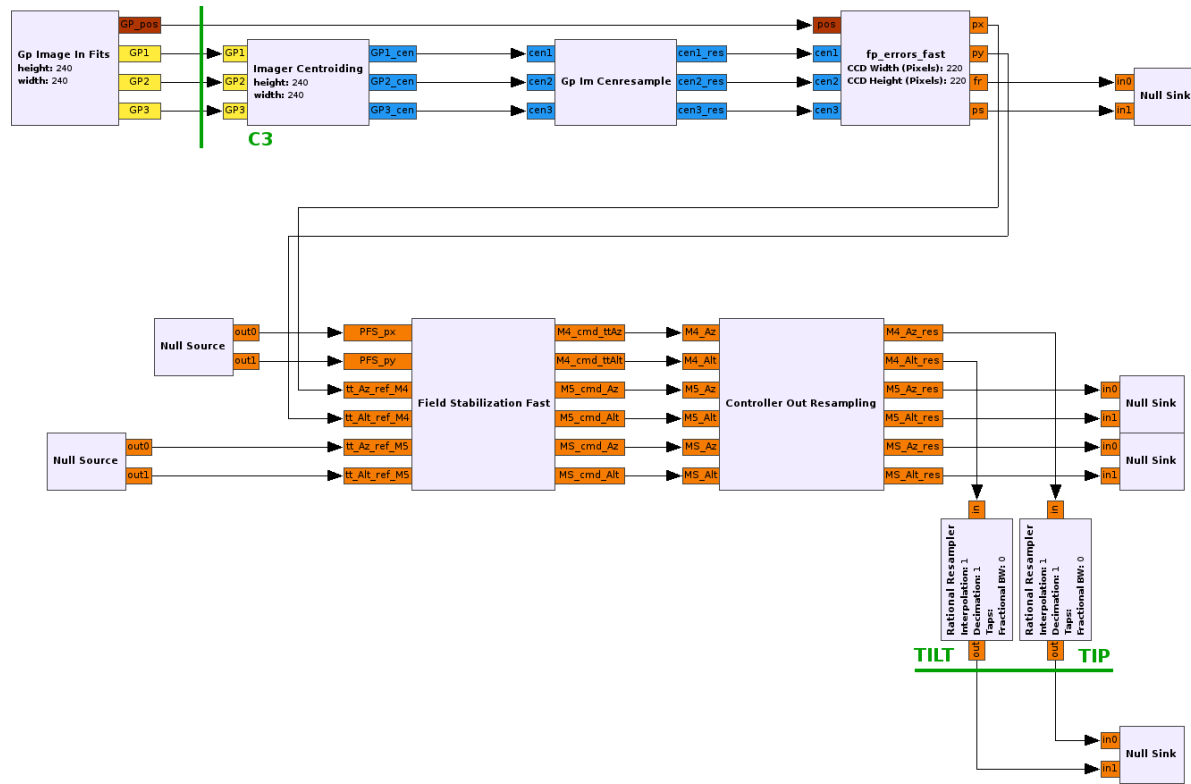 GP_pos
Gp Image In Fits
height: 240
width: 240
GP1
GP2
GP3
GP1
GP2
GP3
Imager Centroiding
height: 240
width: 240
GP1_cen
GP2_cen
GP3_cen
C3
cen1
cen2
cen3
Gp Im Cenresample
cen1_res
cen2_res
cen3_res
pos
cen1
cen2
cen3
fp_errors_fast
CCD Width (Pixels): 220
CCD Height (Pixels): 220
px
py
fr
ps
in0
in1
Null Sink
Null Source
out0
out1
Null Source
out0
out1
PFS_px
PFS_py
tt_Az_ref_M4
tt_Alt_ref_M4
tt_Az_ref_M5
tt_Alt_ref_M5
Field Stabilization Fast
M4_cmd_ttAz
M4_cmd_ttAlt
M5_cmd_Az
M5_cmd_Alt
MS_cmd_Az
MS_cmd_Alt
M4_Az
M4_Alt
M5_Az
M5_Alt
MS_Az
MS_Alt
Controller Out Resampling
M4_Az_res
M4_Alt_res
M5_Az_res
M5_Alt_res
MS_Az_res
MS_Alt_res
in0
in1
Null Sink
in0
in1
Null Sink
in
Rational Resampler
Interpolation: 1
Decimation: 1
Taps:
Fractional BW: 0
out
in
Rational Resampler
Interpolation: 1
Decimation: 1
Taps:
Fractional BW: 0
out
TILT
TIP
in0
in1
Null Sink